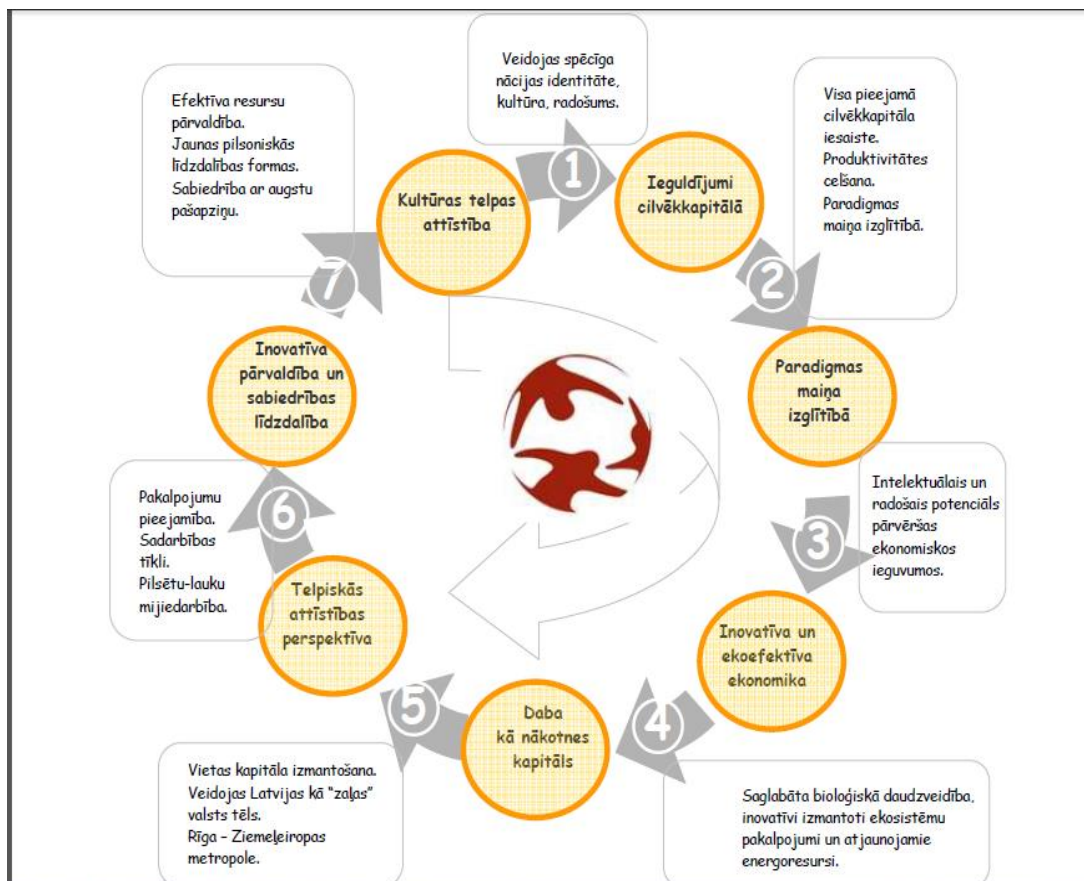 Veidojas spēcīga
nācijas identitāte,
kultūra, radošums.
1
Kultūras telpas
attīstība
Ieguldījumi
cilvēkkapitālā
Visa pieejamā
cilvēkkapitāla
iesaiste.
Produktivitātes
celšana.
Paradigmas
maiņa izglītībā.
2
Paradigmas
maiņa
izglītībā
Intelektuālais un
radošais potenciāls
pārvēršas
ekonomiskos
ieguvumos.
3
Inovatīva un
ekoefektīva
ekonomika
4
Saglabāta bioloģiskā daudzveidība,
inovatīvi izmantoti ekosistēmu
pakalpojumi un atjaunojamie
energoresursi.
Daba
kā nākotnes
kapitāls
5
Vietas kapitāla izmantošana.
Veidojas Latvijas kā “zaļas”
valsts tēls.
Rīga – Ziemeļeiropas
metropole.
Telpiskās
attīstības
perspektīva
6
Pakalpojumu
pieejamība.
Sadarbības
tīkli.
Pilsētu-lauku
mijiedarbība.
Inovatīva
pārvaldība un
sabiedrības
līdzdalība
7
Efektīva resursu
pārvaldība.
Jaunas pilsoniskās
līdzdalības formas.
Sabiedrība ar augstu
pašapziņu.